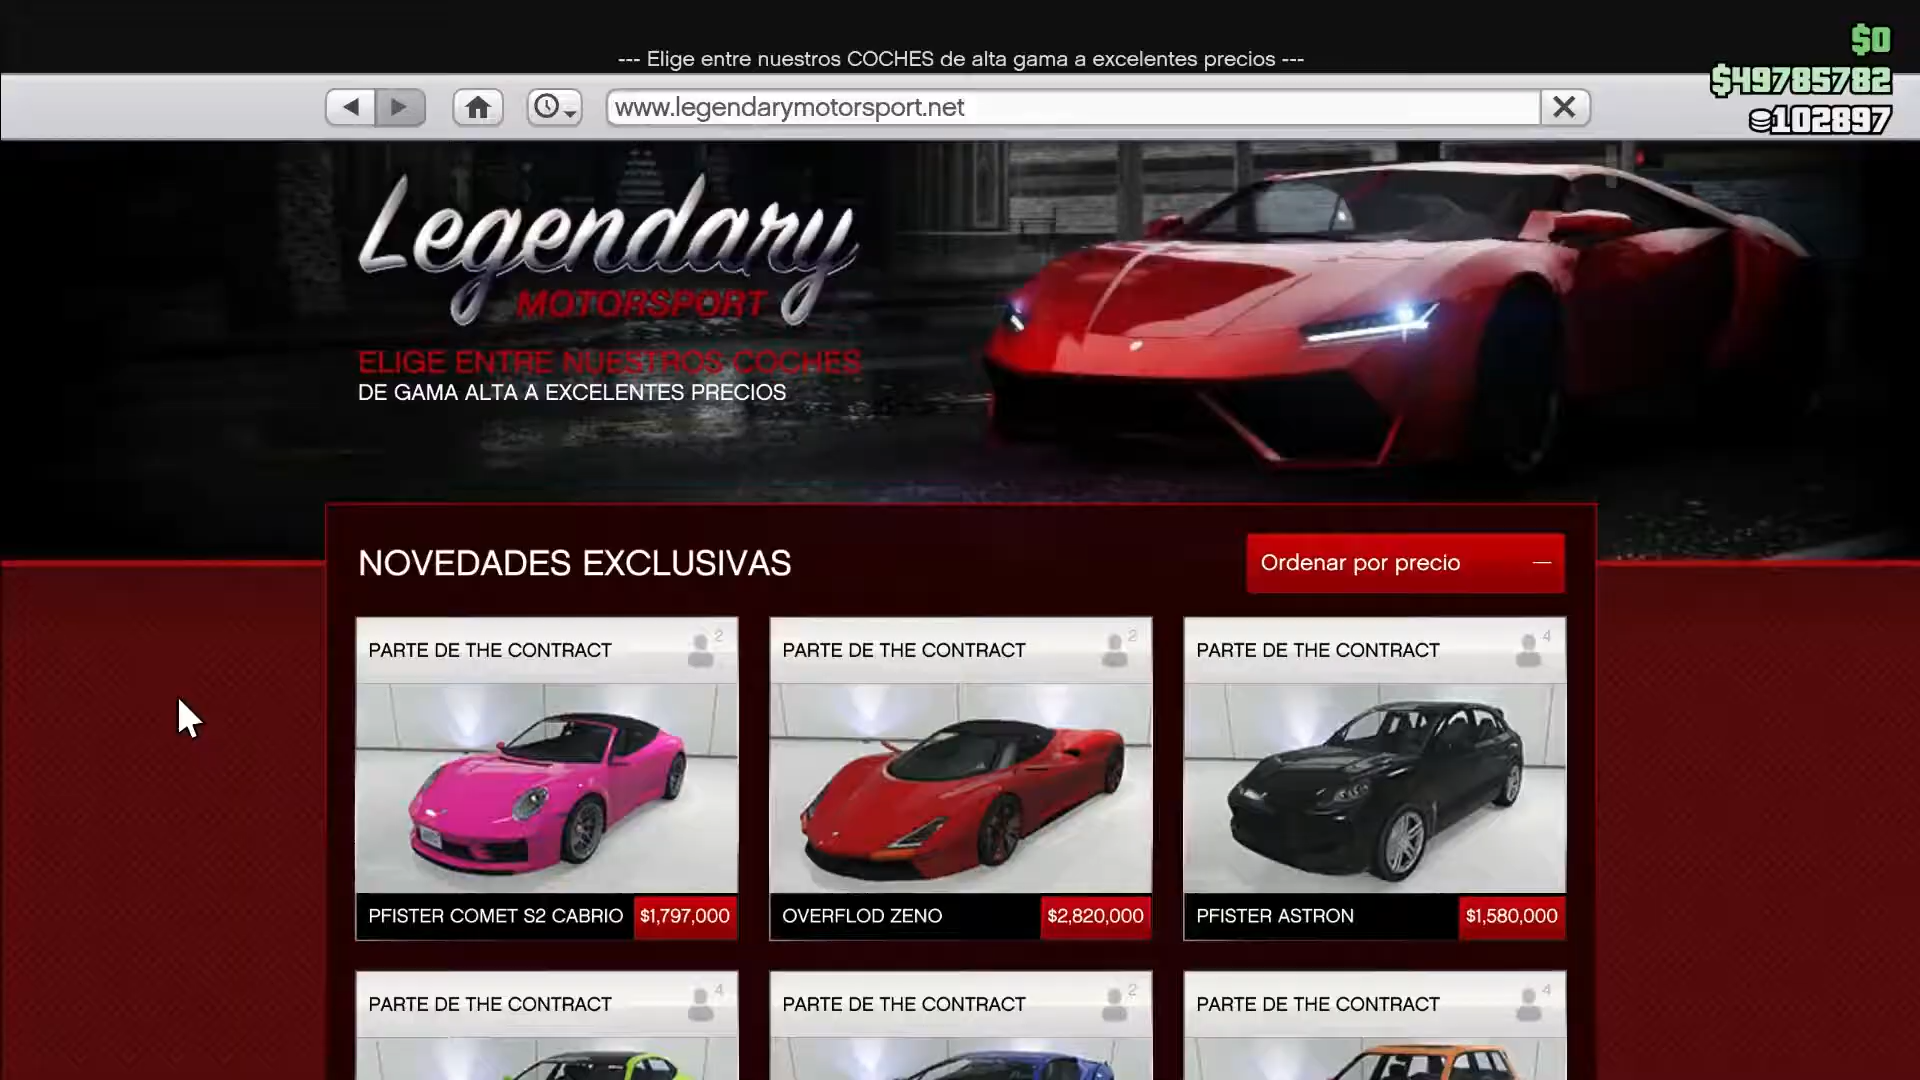 $0
--- Elige entre nuestros COCHES de alta gama a excelentes precios ---
$49785782
www.legendarymotorsport.net
102897
Legendary
MOTORSPORT
ELIGE ENTRE NUESTROS COCHES
DE GAMA ALTA A EXCELENTES PRECIOS
NOVEDADES EXCLUSIVAS
Ordenar por precio
PARTE DE THE CONTRACT 2
PARTE DE THE CONTRACT 2
PARTE DE THE CONTRACT 4
PFISTER COMET S2 CABRIO $1,797,000
OVERFLOD ZENO $2,820,000
PFISTER ASTRON $1,580,000
PARTE DE THE CONTRACT 4
PARTE DE THE CONTRACT 2
PARTE DE THE CONTRACT 4